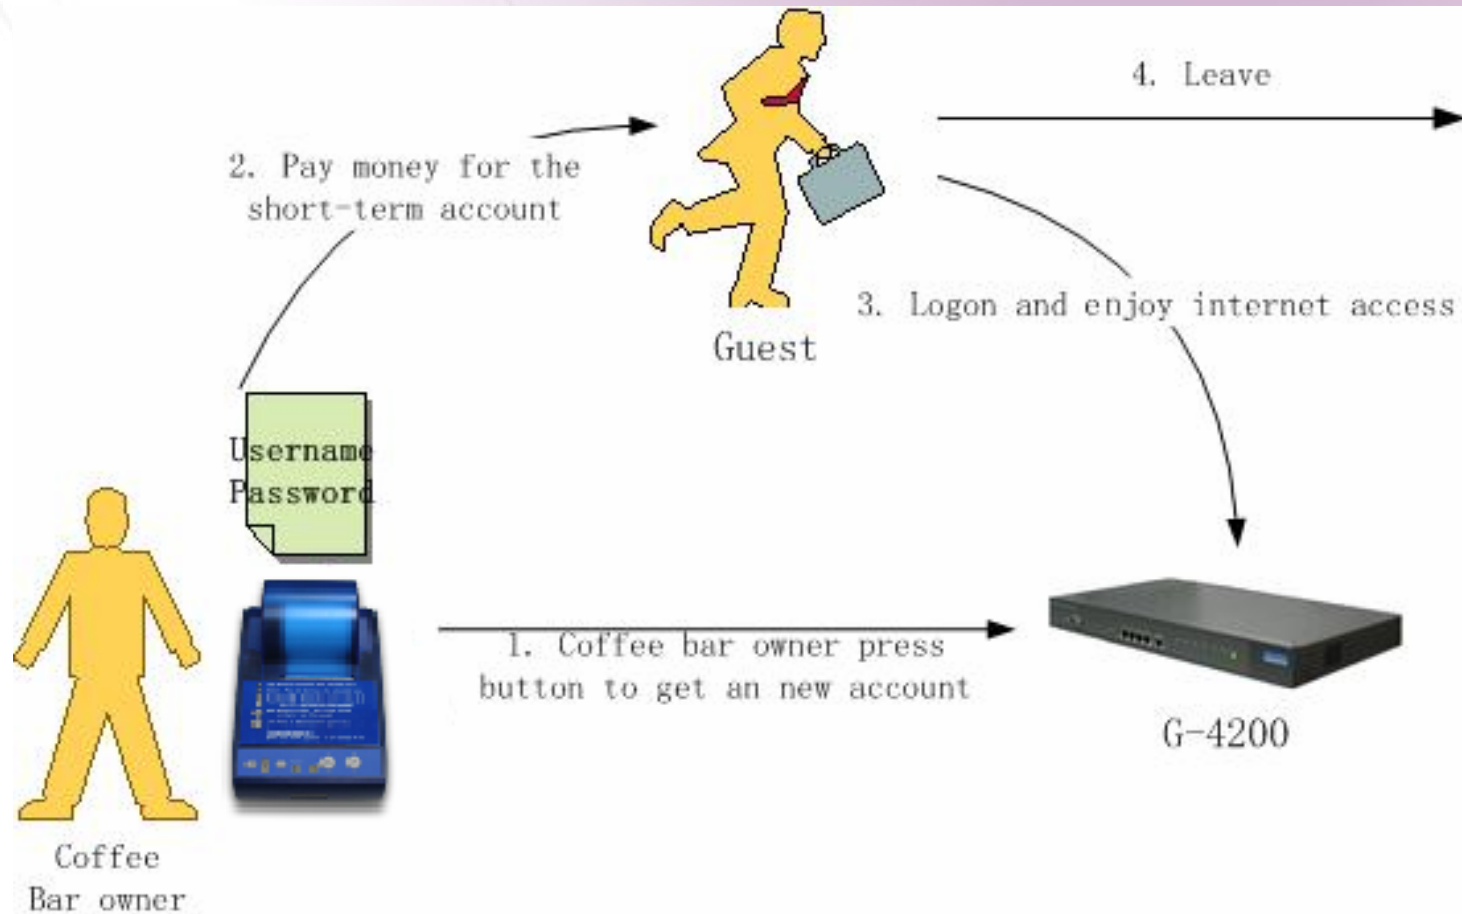 4. Leave
2. Pay money for the
short-term account
3. Logon and enjoy internet access
Guest
Username
Password
1. Coffee bar owner press
button to get an new account
G-4200
Coffee
Bar owner